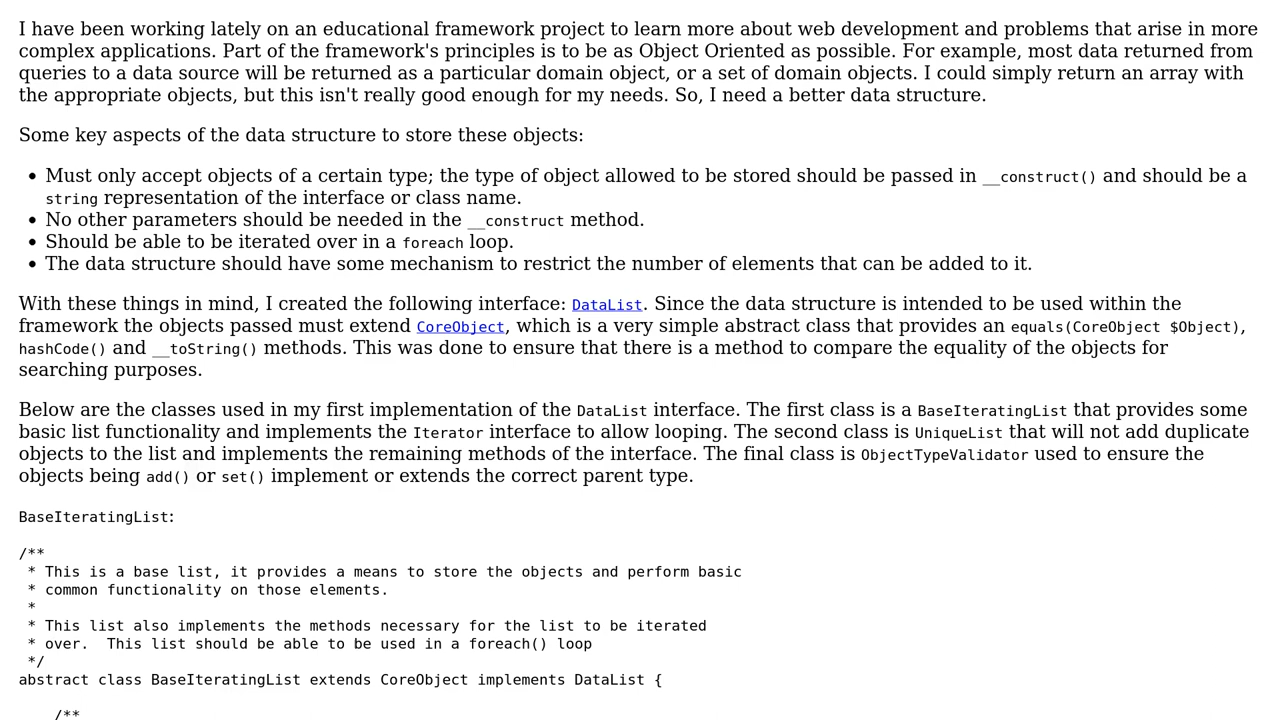 I have been working lately on an educational framework project to learn more about web development and problems that arise in more
complex applications. Part of the framework's principles is to be as Object Oriented as possible. For example, most data returned from
queries to a data source will be returned as a particular domain object, or a set of domain objects. I could simply return an array with
the appropriate objects, but this isn't really good enough for my needs. So, I need a better data structure.
Some key aspects of the data structure to store these objects:
• Must only accept objects of a certain type; the type of object allowed to be stored should be passed in __construct() and should be a
string representation of the interface or class name.
• No other parameters should be needed in the __construct method.
• Should be able to be iterated over in a foreach loop.
• The data structure should have some mechanism to restrict the number of elements that can be added to it.
With these things in mind, I created the following interface: DataList. Since the data structure is intended to be used within the
framework the objects passed must extend CoreObject, which is a very simple abstract class that provides an equals(CoreObject $Object),
hashCode() and __toString() methods. This was done to ensure that there is a method to compare the equality of the objects for
searching purposes.
Below are the classes used in my first implementation of the DataList interface. The first class is a BaseIteratingList that provides some
basic list functionality and implements the Iterator interface to allow looping. The second class is UniqueList that will not add duplicate
objects to the list and implements the remaining methods of the interface. The final class is ObjectTypeValidator used to ensure the
objects being add() or set() implement or extends the correct parent type.
BaseIteratingList:
/**
 * This is a base list, it provides a means to store the objects and perform basic
 * common functionality on those elements.
 *
 * This list also implements the methods necessary for the list to be iterated
 * over.  This list should be able to be used in a foreach() loop
 */
abstract class BaseIteratingList extends CoreObject implements DataList {
    /**